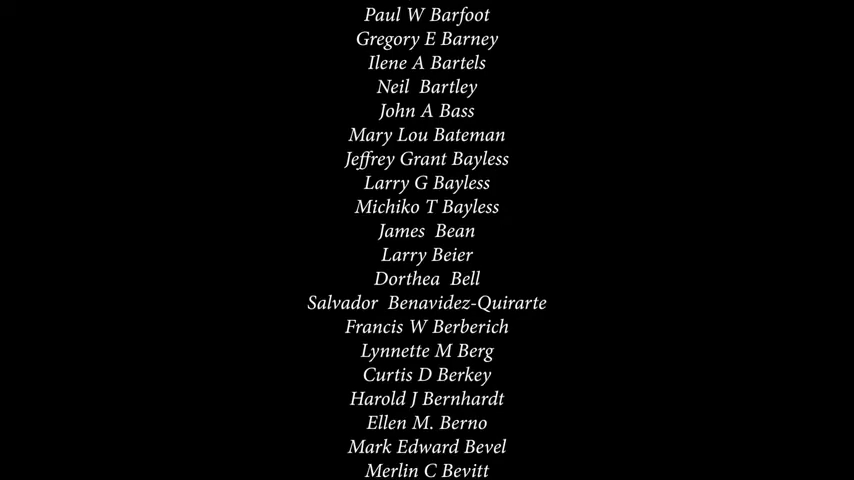 Paul W Barfoot
Gregory E Barney
Ilene A Bartels
Neil  Bartley
John A Bass
Mary Lou Bateman
Jeffrey Grant Bayless
Larry G Bayless
Michiko T Bayless
James  Bean
Larry Beier
Dorthea  Bell
Salvador  Benavidez-Quirarte
Francis W Berberich
Lynnette M Berg
Curtis D Berkey
Harold J Bernhardt
Ellen M. Berno
Mark Edward Bevel
Merlin C Bevitt